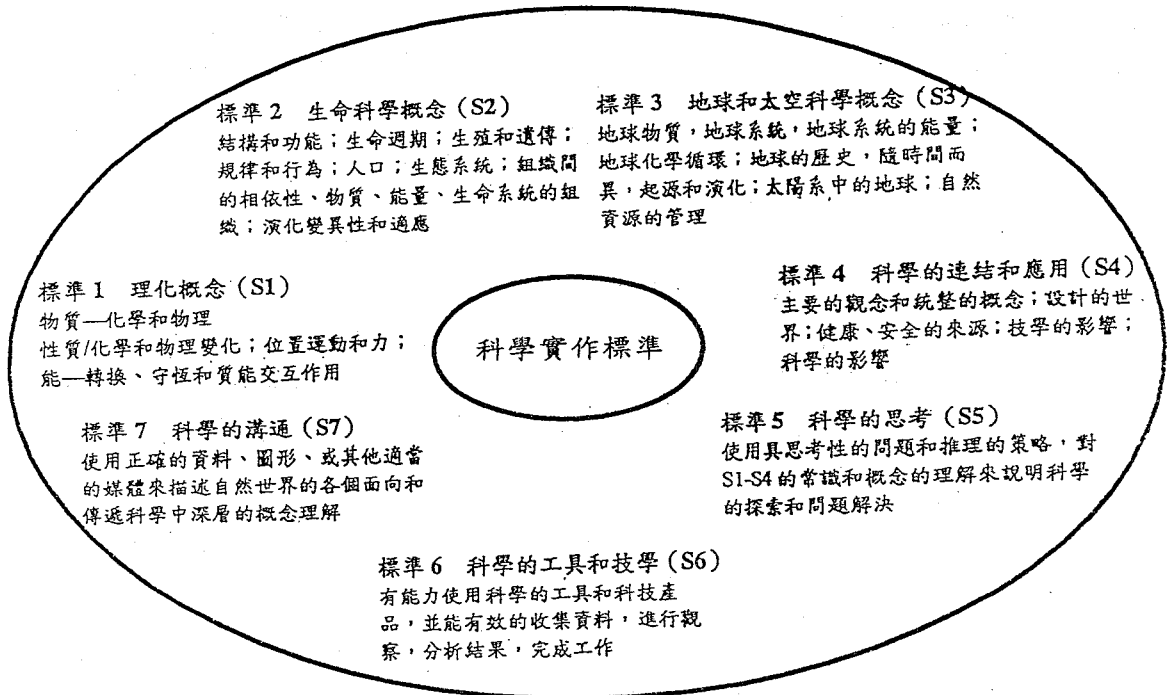 標準 2 生命科學概念(S2)
結構和功能;生命週期;生殖和遺傳;
規律和行為;人口;生態系統;組織間
的相依性、物質、能量、生命系統的組
織;演化變異性和適應
標準 3 地球和太空科學概念(S3)
地球物質,地球系統,地球系統的能量;
地球化學循環;地球的歷史,隨時間而
異,起源和演化;太陽系中的地球;自然
資源的管理
標準 1 理化概念(S1)
物質—化學和物理
性質/化學和物理變化;位置運動和力;
能—轉換、守恆和質能交互作用
科學實作標準
標準 4 科學的連結和應用(S4)
主要的觀念和統整的概念;設計的世
界;健康、安全的來源;技學的影響;
科學的影響
標準 7 科學的溝通(S7)
使用正確的資料、圖形、或其他適當
的媒體來描述自然世界的各個面向和
傳遞科學中深層的概念理解
標準 5 科學的思考(S5)
使用具思考性的問題和推理的策略,對
S1-S4 的常識和概念的理解來說明科學
的探索和問題解決
標準 6 科學的工具和技學(S6)
有能力使用科學的工具和科技產
品,並能有效的收集資料,進行觀
察,分析結果,完成工作